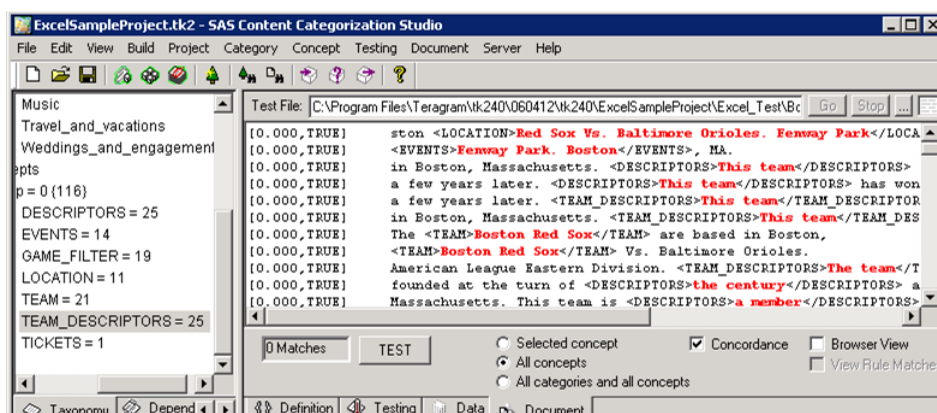 ExcelSampleProject.tk2 - SAS Content Categorization Studio
File Edit View Build Project Category Concept Testing Document Server Help
Music
Travel_and_vacations
Weddings_and_engagement
epts
p = 0 {116}
DESCRIPTORS = 25
EVENTS = 14
GAME_FILTER = 19
LOCATION = 11
TEAM = 21
TEAM_DESCRIPTORS = 25
TICKETS = 1
Taxonomy Depend
Test File: C:\Program Files\Teragram\tk240\060412\tk240\ExcelSampleProject\Excel_Test\Bc Go Stop ...
[0.000,TRUE] ston <LOCATION>Red Sox Vs. Baltimore Orioles. Fenway Park</LOCA
[0.000,TRUE] <EVENTS>Fenway Park. Boston</EVENTS>, MA.
[0.000,TRUE] in Boston, Massachusetts. <DESCRIPTORS>This team</DESCRIPTORS>
[0.000,TRUE] a few years later. <DESCRIPTORS>This team</DESCRIPTORS> has won
[0.000,TRUE] a few years later. <TEAM_DESCRIPTORS>This team</TEAM_DESCRIPTOR
[0.000,TRUE] in Boston, Massachusetts. <TEAM_DESCRIPTORS>This team</TEAM_DES
[0.000,TRUE] The <TEAM>Boston Red Sox</TEAM> are based in Boston,
[0.000,TRUE] <TEAM>Boston Red Sox</TEAM> Vs. Baltimore Orioles.
[0.000,TRUE] American League Eastern Division. <TEAM_DESCRIPTORS>The team</T
[0.000,TRUE] founded at the turn of <DESCRIPTORS>the century</DESCRIPTORS> a
[0.000,TRUE] Massachusetts. This team is <DESCRIPTORS>a member</DESCRIPTORS>
0 Matches TEST
Selected concept
All concepts
All categories and all concepts
Concordance
Browser View
View Rule Matche
Definition Testing Data Document